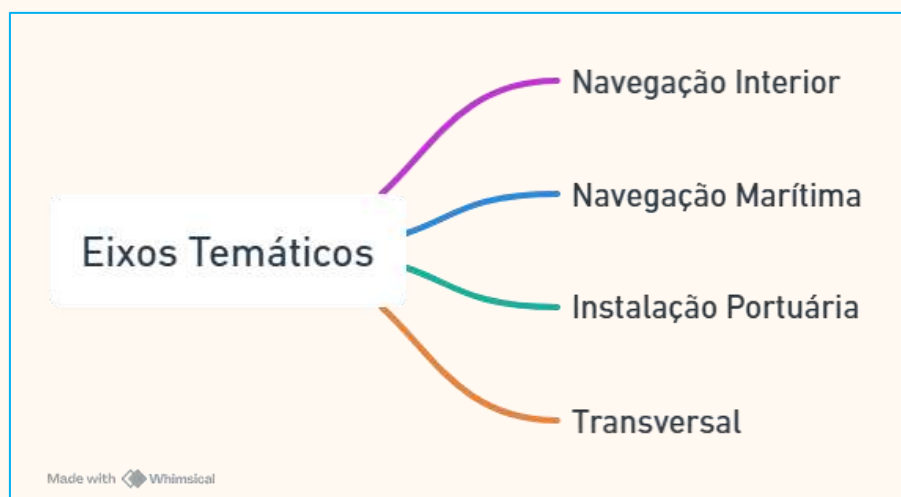 Navegação Interior
Navegação Marítima
Eixos Temáticos
Instalação Portuária
Transversal
Made with Whimsical